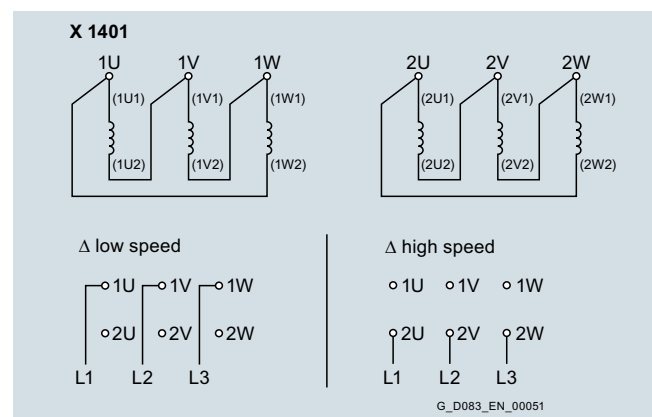 X 1401
1U 1V 1W 2U 2V 2W
(1U1) (1V1) (1W1) (2U1) (2V1) (2W1)
(1U2) (1V2) (1W2) (2U2) (2V2) (2W2)
Δ low speed
1U 1V 1W
2U 2V 2W
L1 L2 L3
Δ high speed
1U 1V 1W
2U 2V 2W
L1 L2 L3
G_D083_EN_00051